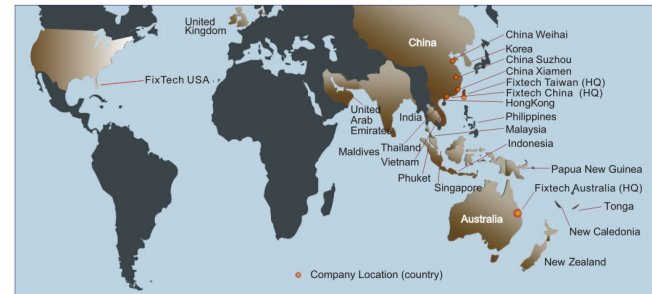 United
Kingdom
China
China Weihai
Korea
China Suzhou
China Xiamen
Fixtech Taiwan (HQ)
Fixtech China (HQ)
HongKong
FixTech USA
United
Arab
Emirates
India
Philippines
Malaysia
Maldives
Thailand
Vietnam
Indonesia
Phuket
Singapore
Papua New Guinea
Fixtech Australia (HQ)
Australia
Tonga
New Caledonia
New Zealand
Company Location (country)